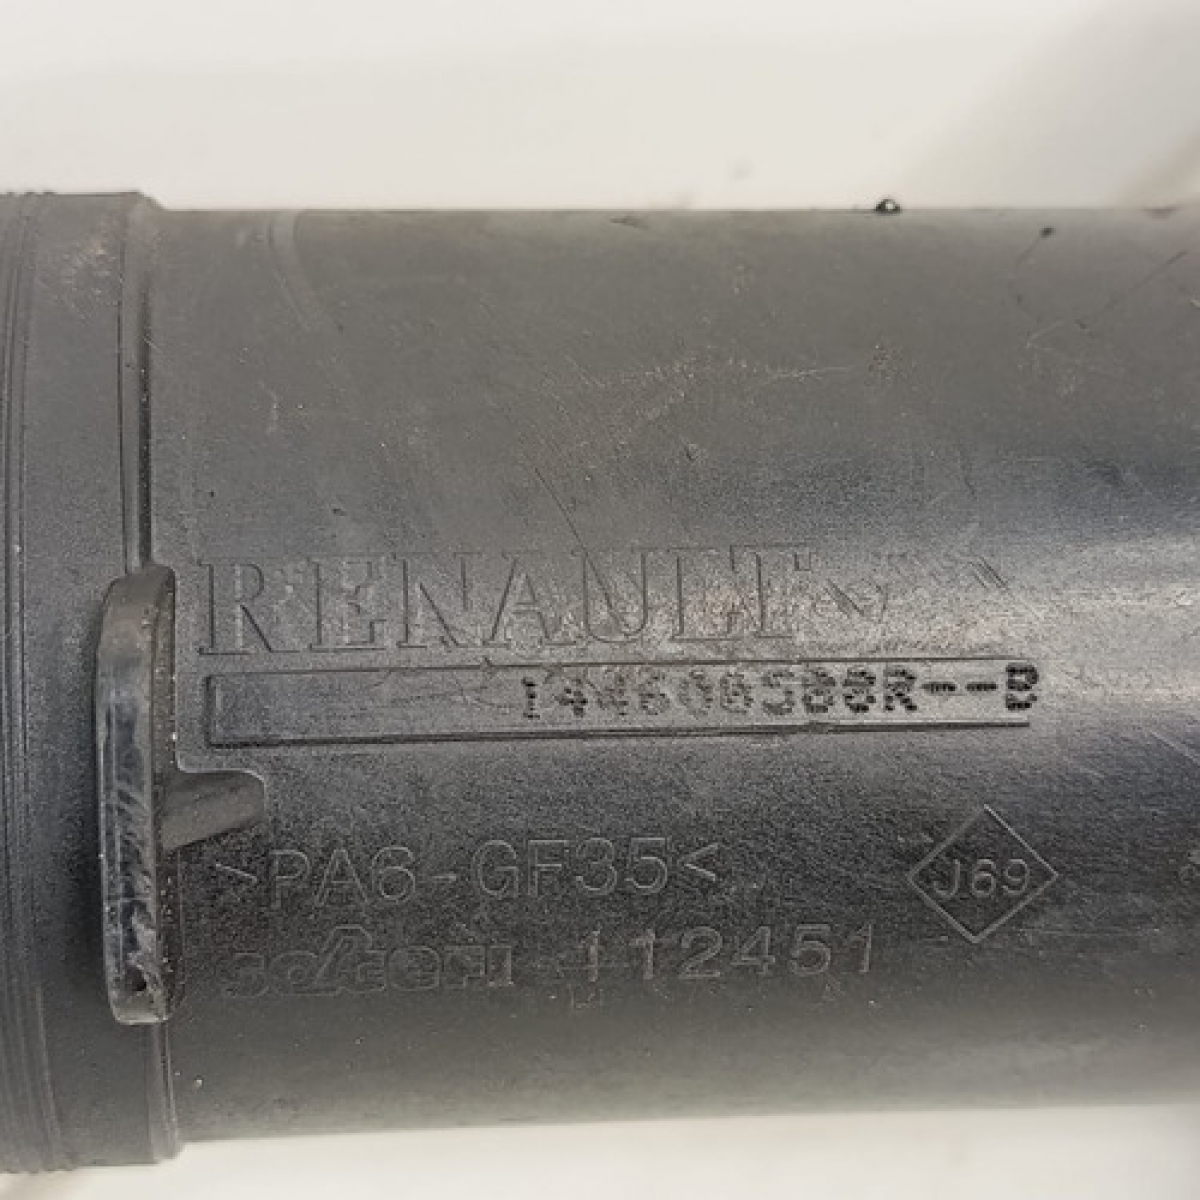 RENAULT
144606588R--B
>PA6-GF35<
J69
112451